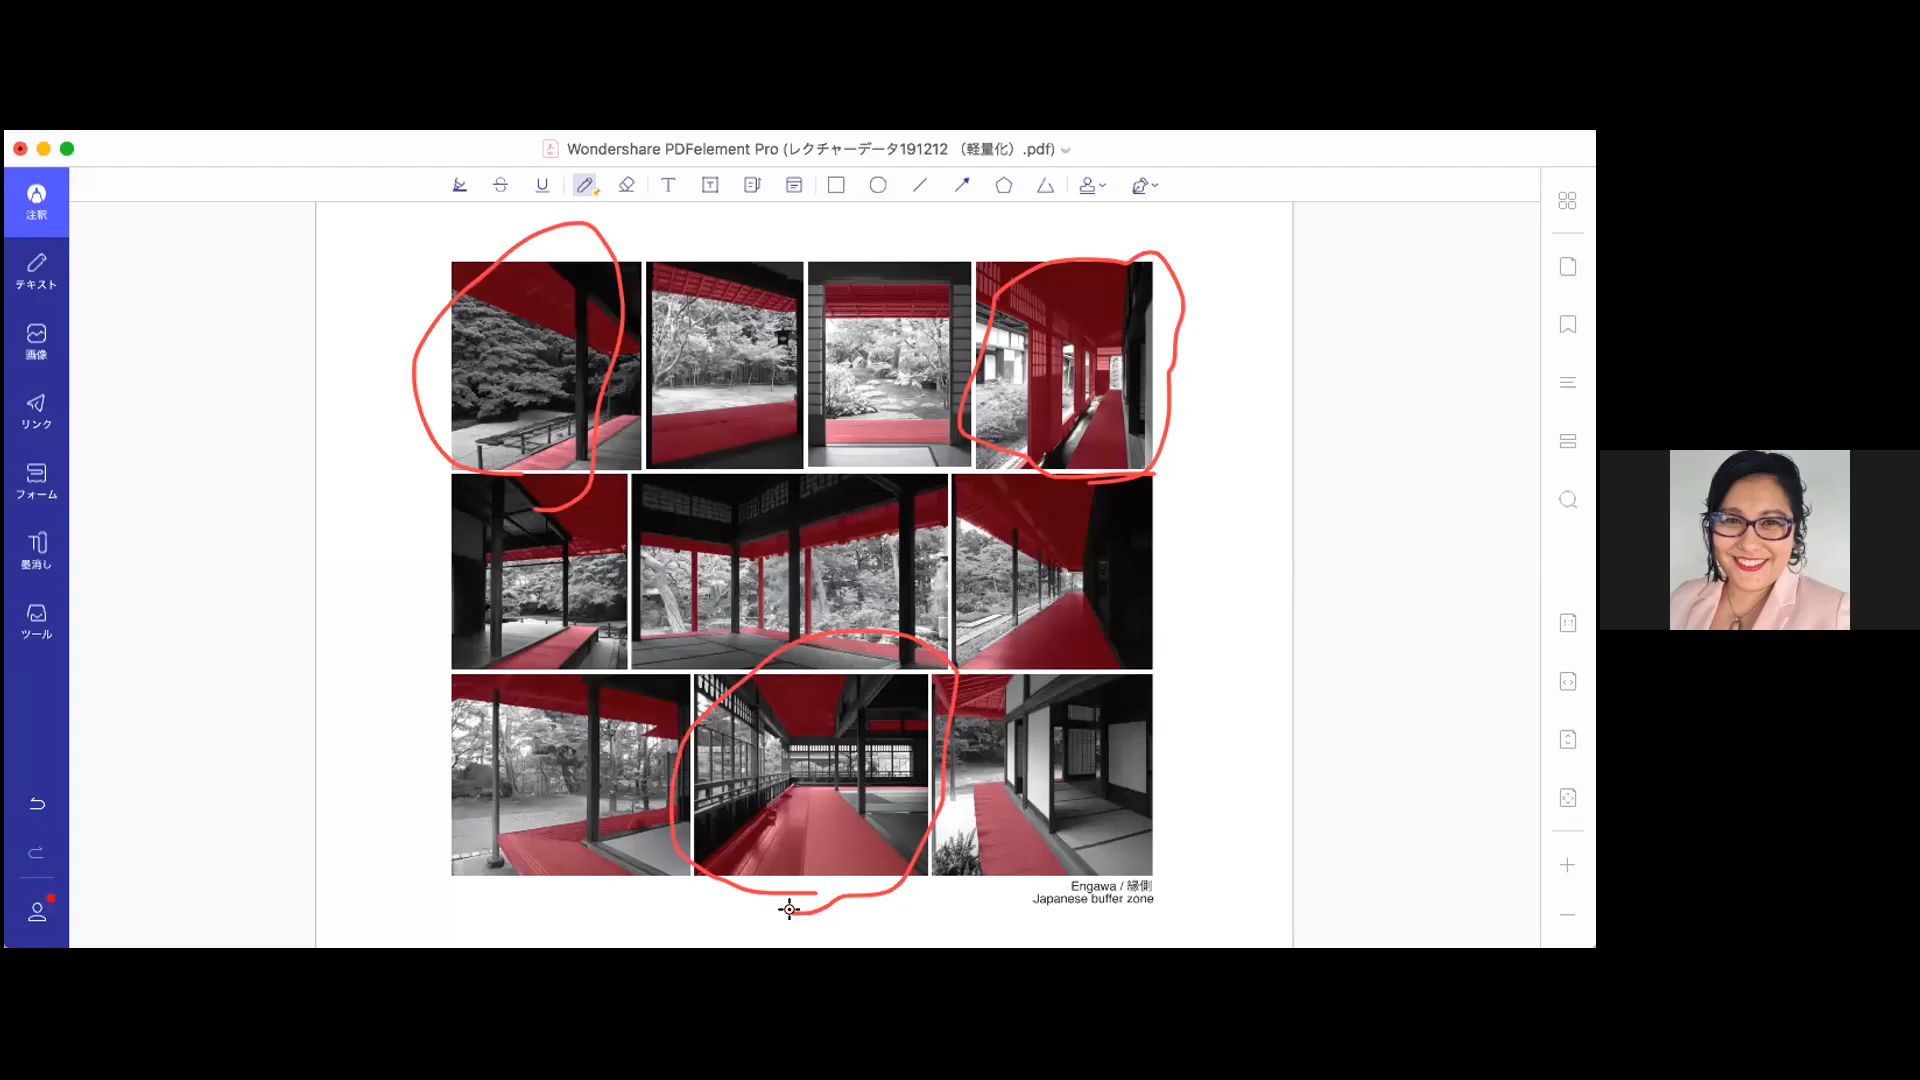 Wondershare PDFelement Pro (レクチャーデータ191212 （軽量化）.pdf)
注釈
テキスト
画像
リンク
フォーム
墨消し
ツール
Engawa / 縁側
Japanese buffer zone